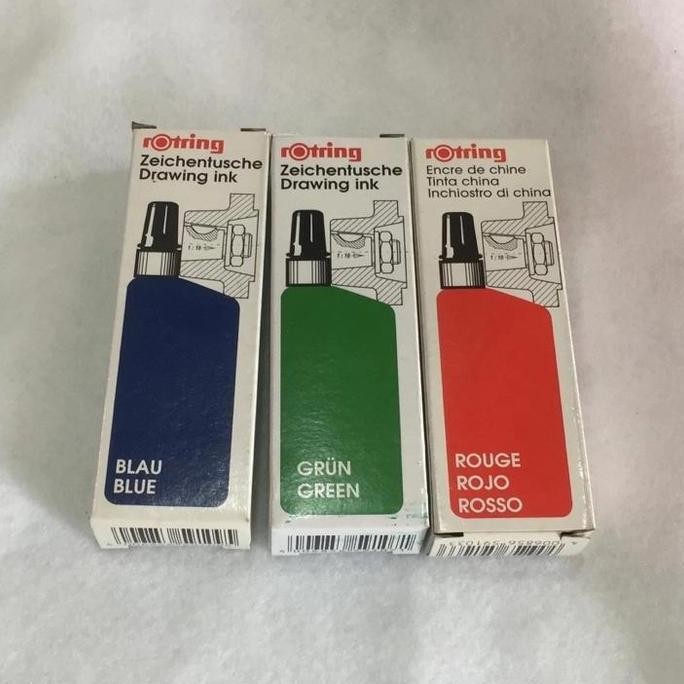 rotring
Zeichentusche
Drawing ink
BLAU
BLUE
rotring
Zeichentusche
Drawing ink
GRÜN
GREEN
rotring
Encre de chine
Tinta china
Inchiostro di china
ROUGE
ROJO
ROSSO